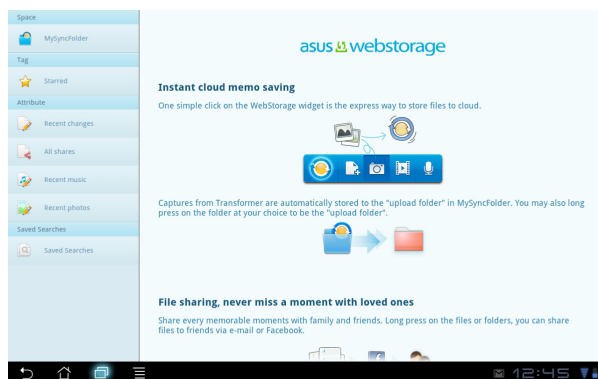 Space
MySyncFolder
Tag
Starred
Attribute
Recent changes
All shares
Recent music
Recent photos
Saved Searches
Saved Searches
asus webstorage
Instant cloud memo saving
One simple click on the WebStorage widget is the express way to store files to cloud.
Captures from Transformer are automatically stored to the "upload folder" in MySyncFolder. You may also long
press on the folder at your choice to be the "upload folder".
File sharing, never miss a moment with loved ones
Share every memorable moments with family and friends. Long press on the files or folders, you can share
files to friends via e-mail or Facebook.
12:45